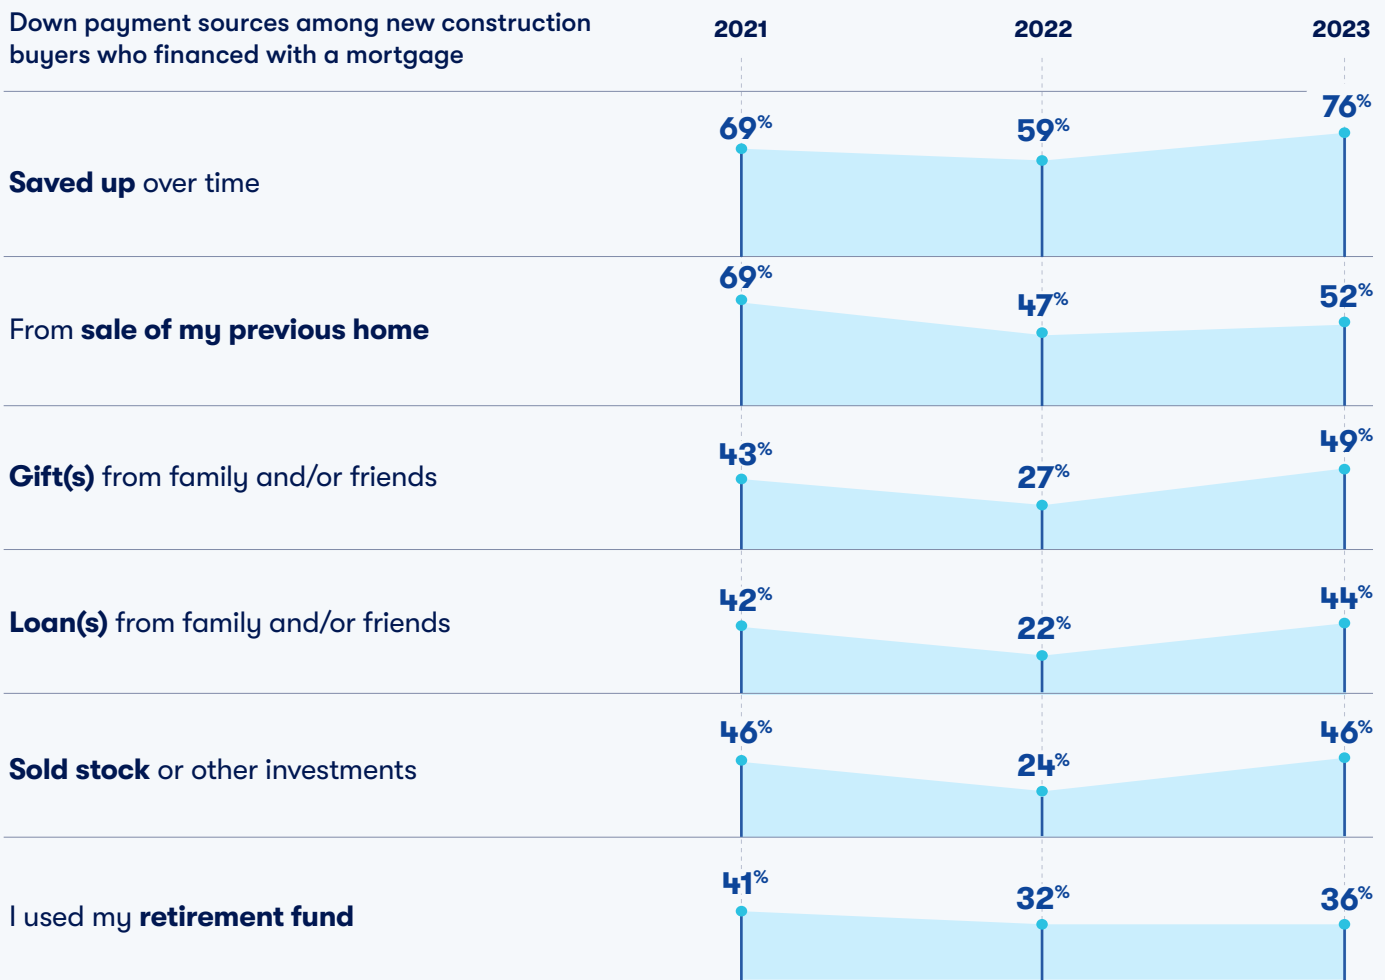 Down payment sources among new construction
buyers who financed with a mortgage
2021 2022 2023
69% 59% 76%
Saved up over time
69% 47% 52%
From sale of my previous home
43% 27% 49%
Gift(s) from family and/or friends
42% 22% 44%
Loan(s) from family and/or friends
46% 24% 46%
Sold stock or other investments
41% 32% 36%
I used my retirement fund